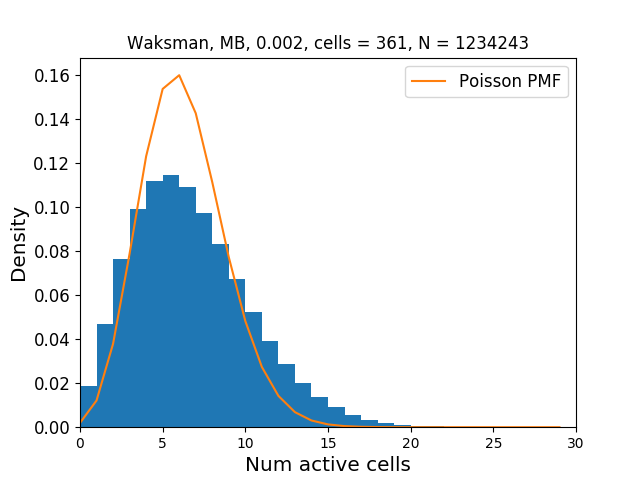 Waksman, MB, 0.002, cells = 361, N = 1234243
Poisson PMF
Density
0.16
0.14
0.12
0.10
0.08
0.06
0.04
0.02
0.00
0 5 10 15 20 25 30
Num active cells